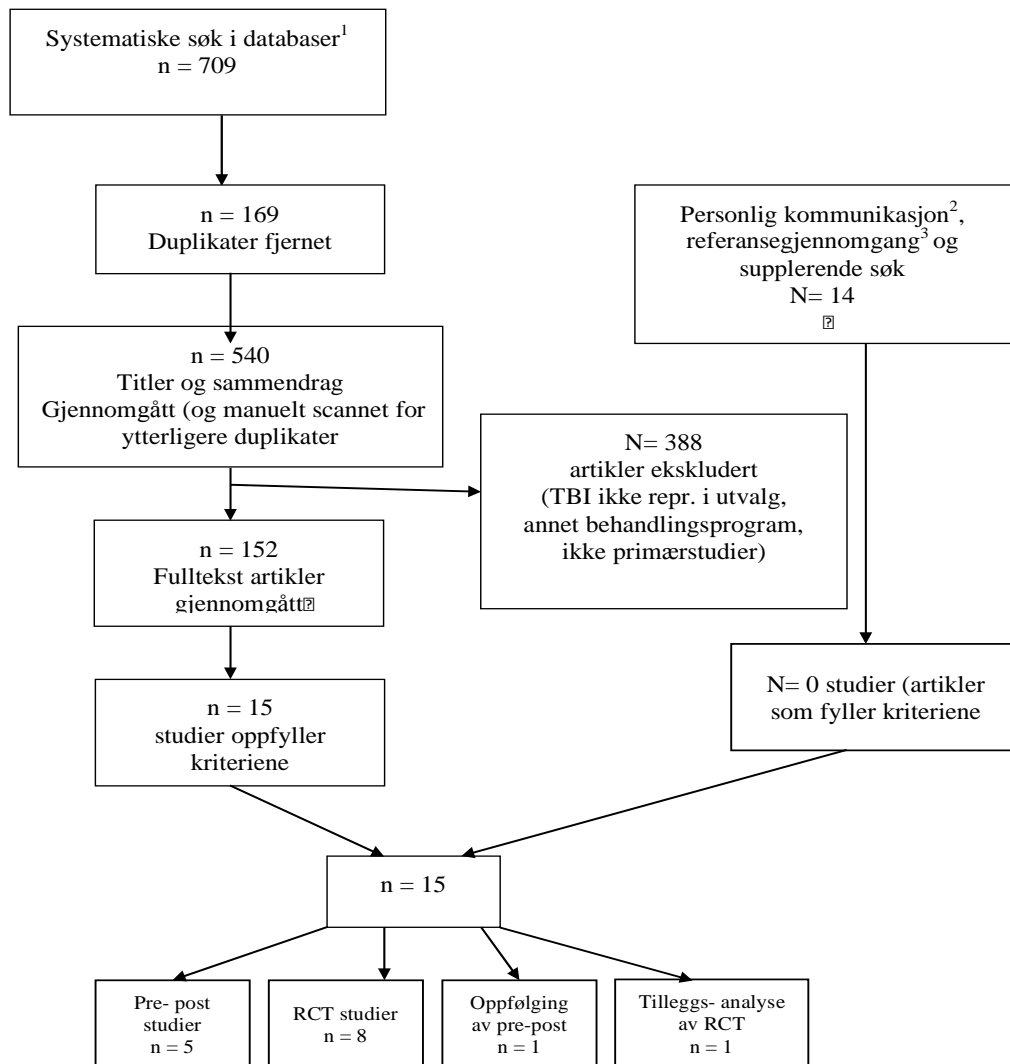 Systematiske søk i databaser¹
n = 709
n = 169
Duplikater fjernet
Personlig kommunikasjon²,
referansegjennomgang³ og
supplerende søk
N= 14
n = 540
Titler og sammendrag
Gjennomgått (og manuelt scannet for
ytterligere duplikater
N= 388
artikler ekskludert
(TBI ikke repr. i utvalg,
annet behandlingsprogram,
ikke primærstudier)
n = 152
Fulltekst artikler
gjennomgått
N= 0 studier (artikler
som fyller kriteriene
n = 15
studier oppfyller
kriteriene
n = 15
Pre- post
studier
n = 5
RCT studier
n = 8
Oppfølging
av pre-post
n = 1
Tilleggs- analyse
av RCT
n = 1